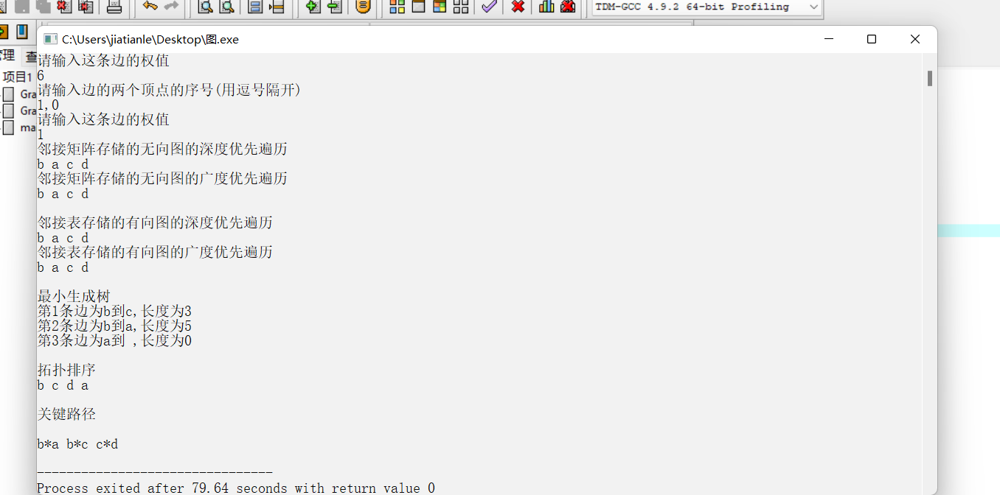 TDM-GCC 4.9.2 64-bit Profiling
C:\Users\jiatianle\Desktop\图.exe
管理 查
项目1
Gra
Gra
ma
请输入这条边的权值
6
请输入边的两个顶点的序号(用逗号隔开)
1,0
请输入这条边的权值
1
邻接矩阵存储的无向图的深度优先遍历
b a c d
邻接矩阵存储的无向图的广度优先遍历
b a c d
邻接表存储的有向图的深度优先遍历
b a c d
邻接表存储的有向图的广度优先遍历
b a c d
最小生成树
第1条边为b到c,长度为3
第2条边为b到a,长度为5
第3条边为a到 ,长度为0
拓扑排序
b c d a
关键路径
b*a b*c c*d
--------------------------------
Process exited after 79.64 seconds with return value 0